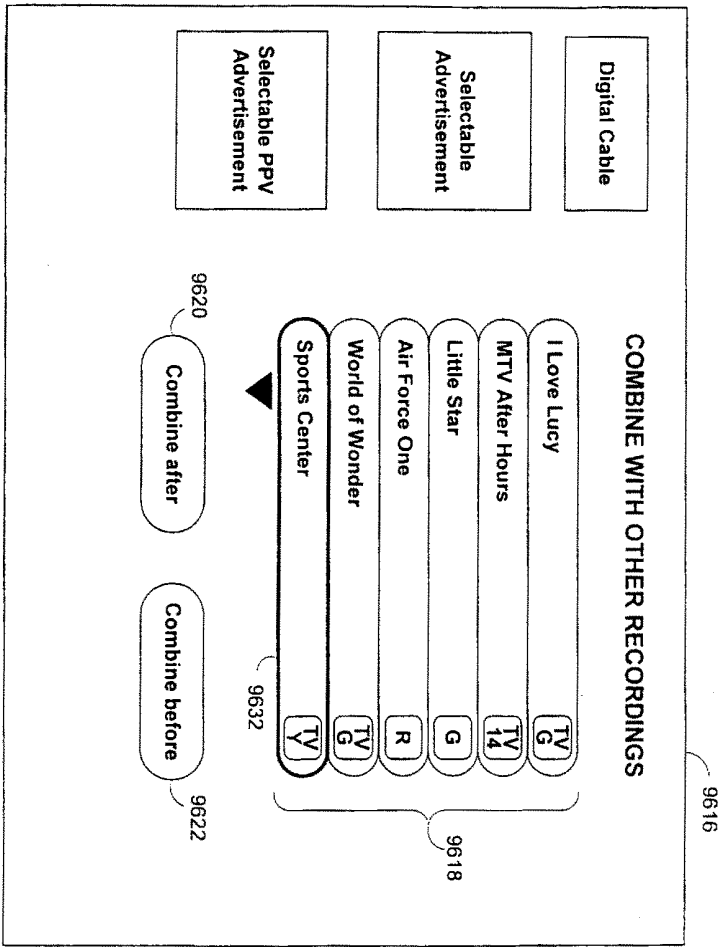 9616
COMBINE WITH OTHER RECORDINGS
Digital Cable
Selectable
Advertisement
Selectable PPV
Advertisement
I Love Lucy
TV
G
MTV After Hours
TV
14
Little Star
G
Air Force One
R
World of Wonder
TV
G
Sports Center
TV
Y
9618
9632
9620
Combine after
Combine before
9622